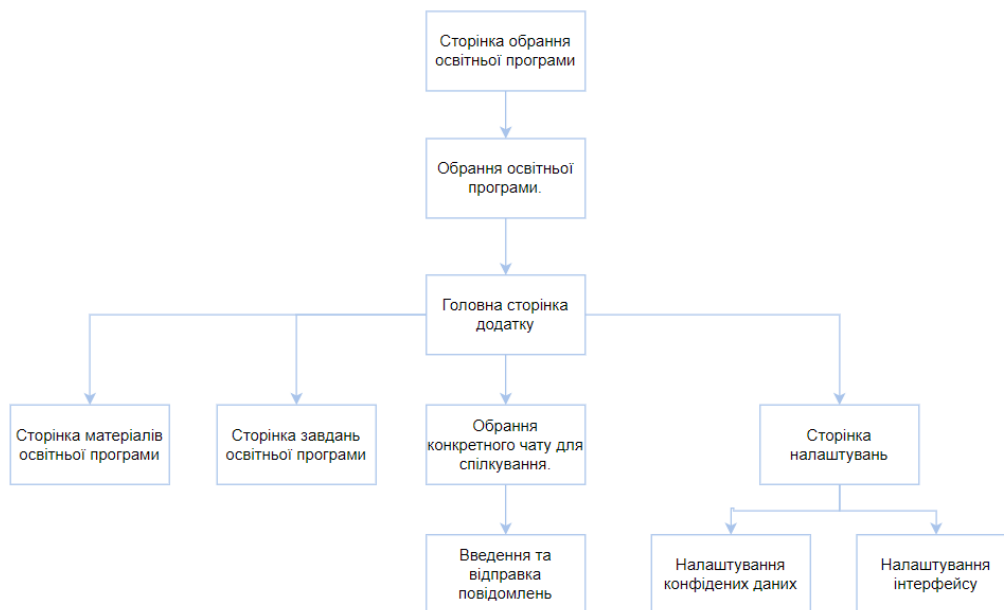 Сторінка обрання
освітньої програми
Обрання освітньої
програми.
Головна сторінка
додатку
Сторінка матеріалів
освітньої програми
Сторінка завдань
освітньої програми
Обрання
конкретного чату для
спілкування.
Сторінка
налаштувань
Введення та
відправка
повідомлень
Налаштування
конфідених даних
Налаштування
інтерфейсу